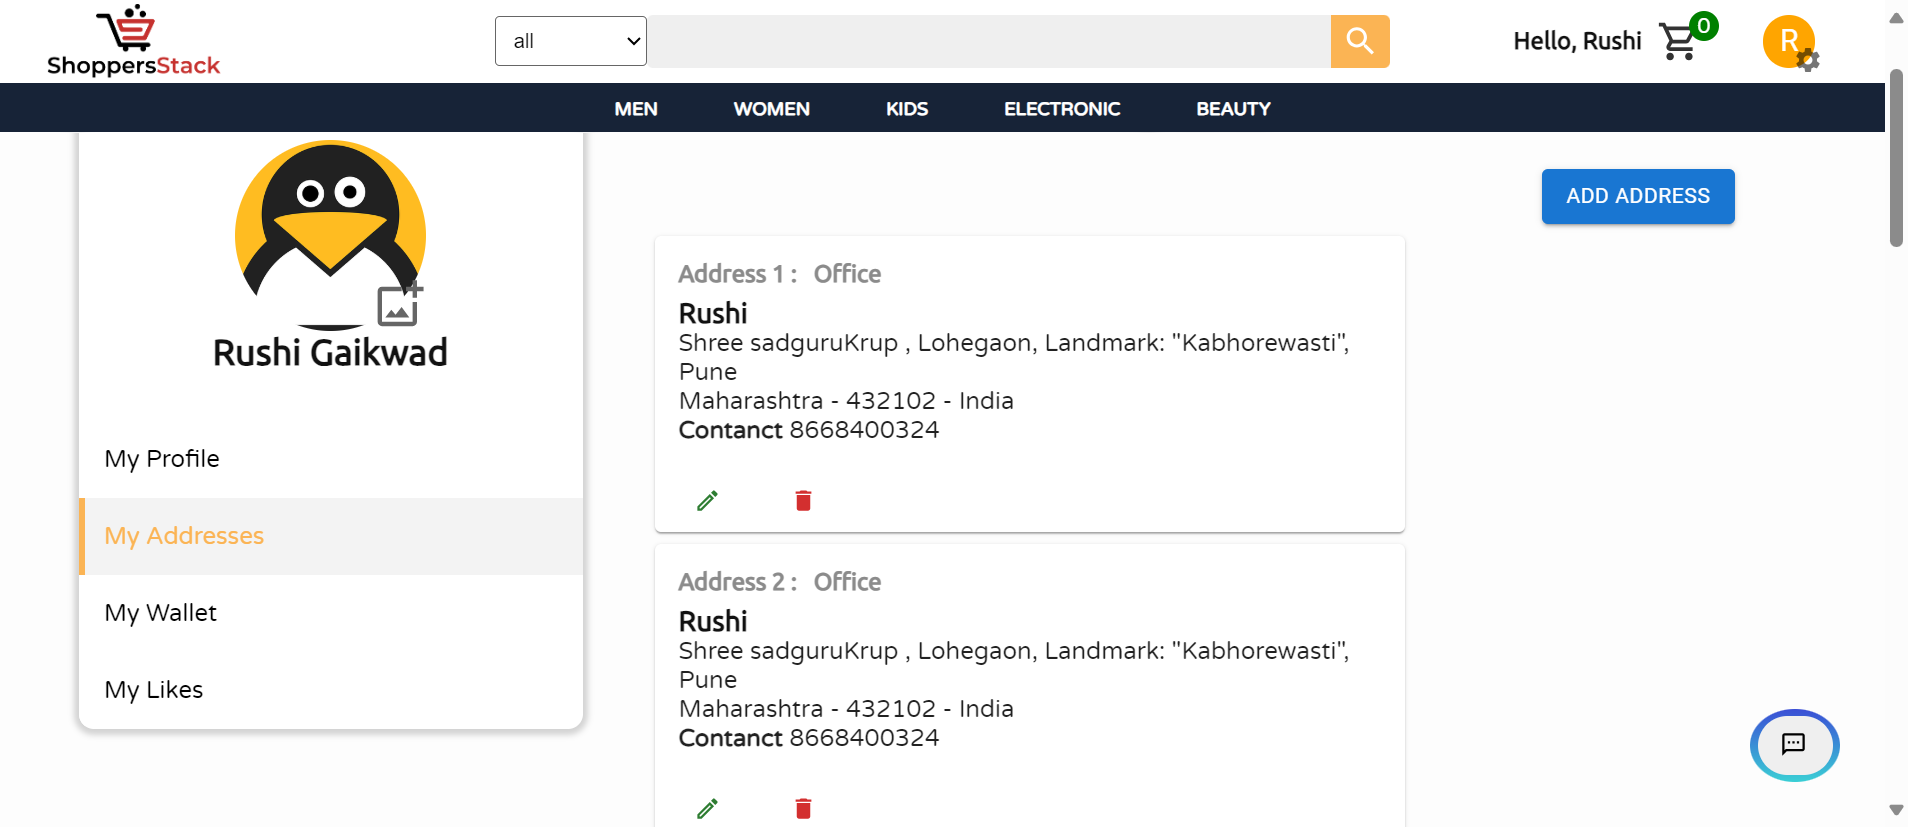 ShoppersStack
all
Hello, Rushi
0
R
MEN WOMEN KIDS ELECTRONIC BEAUTY
Rushi Gaikwad
My Profile
My Addresses
My Wallet
My Likes
ADD ADDRESS
Address 1 : Office
Rushi
Shree sadguruKrup , Lohegaon, Landmark: "Kabhorewasti",
Pune
Maharashtra - 432102 - India
Contanct 8668400324
Address 2 : Office
Rushi
Shree sadguruKrup , Lohegaon, Landmark: "Kabhorewasti",
Pune
Maharashtra - 432102 - India
Contanct 8668400324